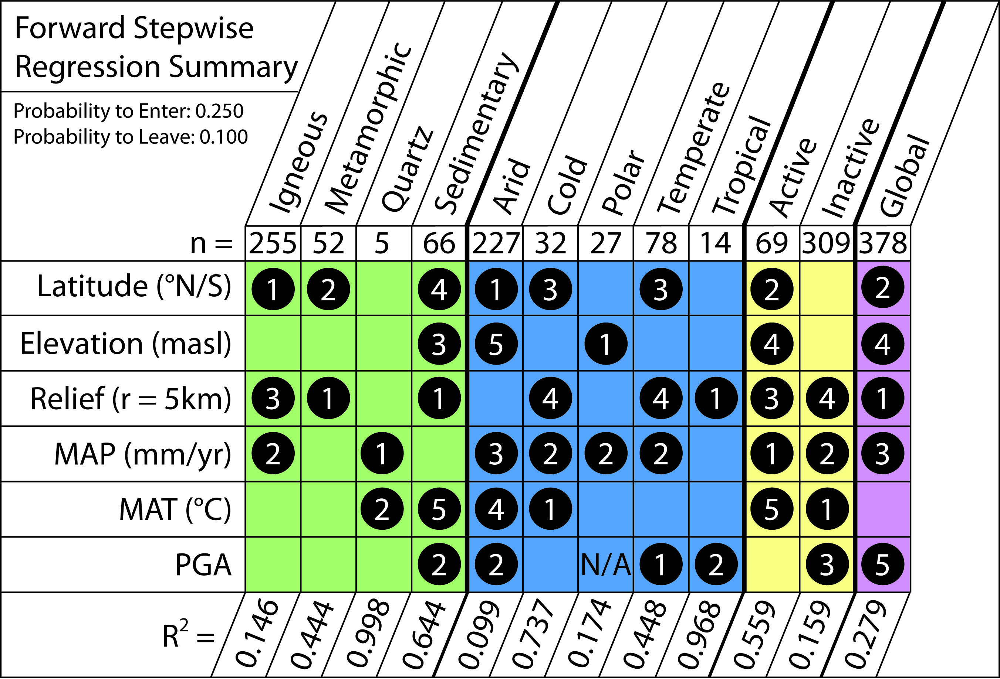 Forward Stepwise
Regression Summary
Probability to Enter: 0.250
Probability to Leave: 0.100
Igneous Metamorphic Quartz Sedimentary Arid Cold Polar Temperate Tropical Active Inactive Global
n = 255 52 5 66 227 32 27 78 14 69 309 378
Latitude (°N/S) 1 2 4 1 3 3 2 2
Elevation (masl) 3 5 1 4 4
Relief (r = 5km) 3 1 1 4 4 1 3 4 1
MAP (mm/yr) 2 1 3 2 2 2 1 2 3
MAT (°C) 2 5 4 1 5 1
PGA 2 2 N/A 1 2 3 5
R² = 0.146 0.444 0.998 0.644 0.099 0.737 0.174 0.448 0.968 0.559 0.159 0.279